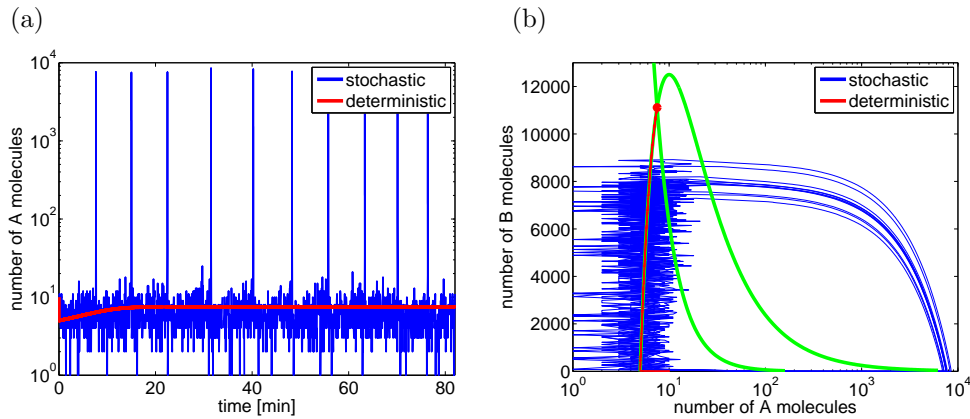 (a)
number of A molecules
10^4
10^3
10^2
10^1
10^0
0
20
40
60
80
time [min]
stochastic
deterministic
(b)
number of B molecules
12000
10000
8000
6000
4000
2000
0
10^0
10^1
10^2
10^3
10^4
number of A molecules
stochastic
deterministic